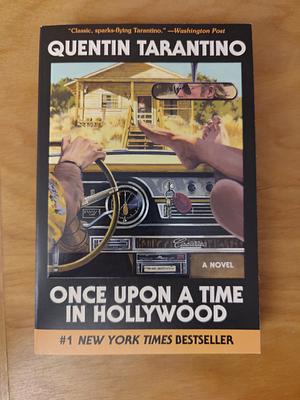 "Classic, sparks-flying Tarantino." —Washington Post
QUENTIN TARANTINO
A NOVEL
ONCE UPON A TIME
IN HOLLYWOOD
#1 NEW YORK TIMES BESTSELLER